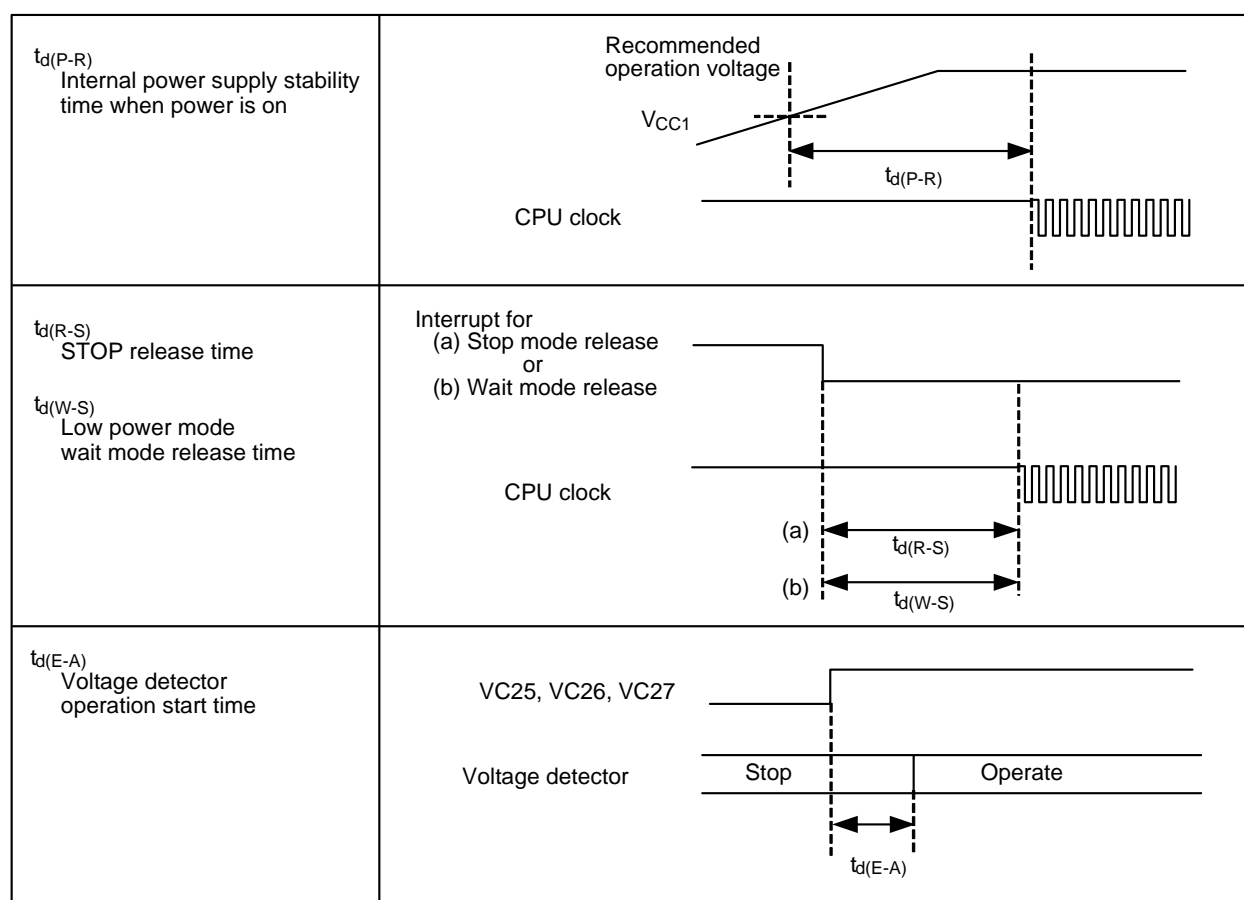 td(P-R)
Internal power supply stability
time when power is on
Recommended
operation voltage
VCC1
td(P-R)
CPU clock
td(R-S)
STOP release time
td(W-S)
Low power mode
wait mode release time
Interrupt for
(a) Stop mode release
or
(b) Wait mode release
CPU clock
(a)
td(R-S)
(b)
td(W-S)
td(E-A)
Voltage detector
operation start time
VC25, VC26, VC27
Voltage detector
Stop
Operate
td(E-A)